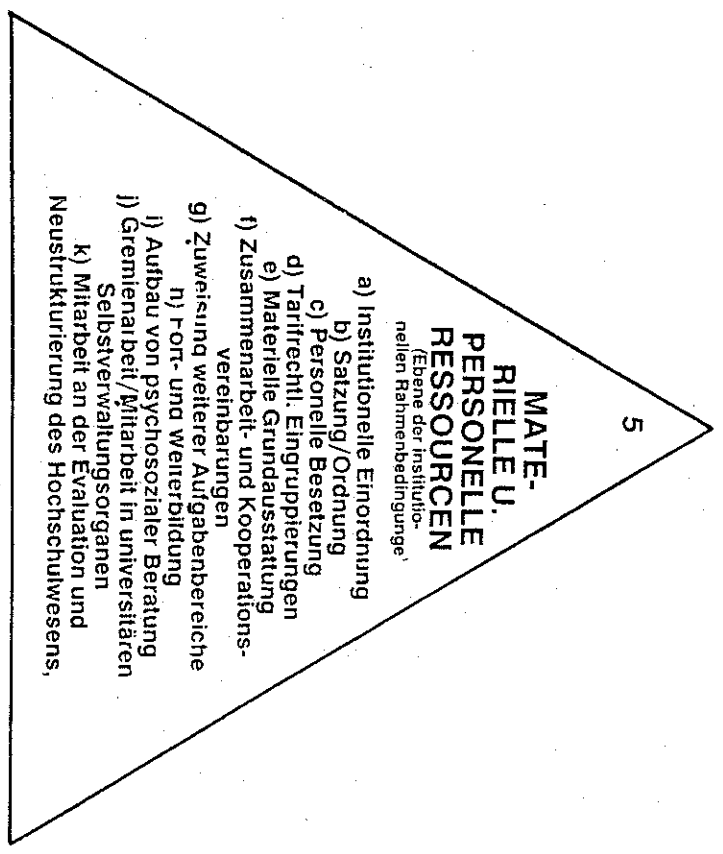 5
MATE-
RIELLE U.
PERSONELLE
RESSOURCEN
(Ebene der institutio-
nellen Rahmenbedingunge'
a) Institutionelle Einordnung
b) Satzung/Ordnung
c) Personelle Besetzung
d) Tarifrechtl. Eingruppierungen
e) Materielle Grundausstattung
f) Zusammenarbeit- und Kooperations-
vereinbarungen
g) Zuweisung weiterer Aufgabenbereiche
h) Fort- und Weiterbildung
i) Aufbau von psychosozialer Beratung
j) Gremienarbeit/Mitarbeit in universitären
Selbstverwaltungsorganen
k) Mitarbeit an der Evaluation und
Neustrukturierung des Hochschulwesens,